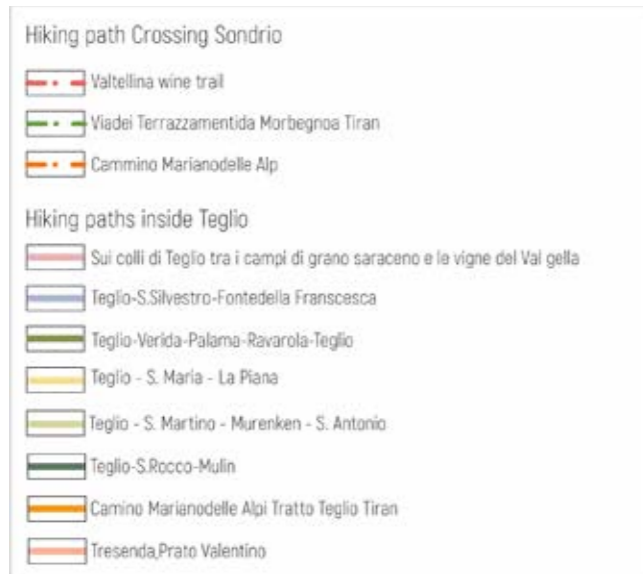 Hiking path Crossing Sondrio
Valtellina wine trail
Viadei Terrazzamentida Morbegnoa Tiran
Cammino Marianodelle Alp
Hiking paths inside Teglio
Sui colli di Teglio tra i campi di grano saraceno e le vigne del Val gella
Teglio-S.Silvestro-Fontedella Franscesca
Teglio-Verida-Palama-Ravarola-Teglio
Teglio - S. Maria - La Piana
Teglio - S. Martino - Murenken - S. Antonio
Teglio-S.Rocco-Mulin
Camino Marianodelle Alpi Tratto Teglio Tiran
Tresenda,Prato Valentino